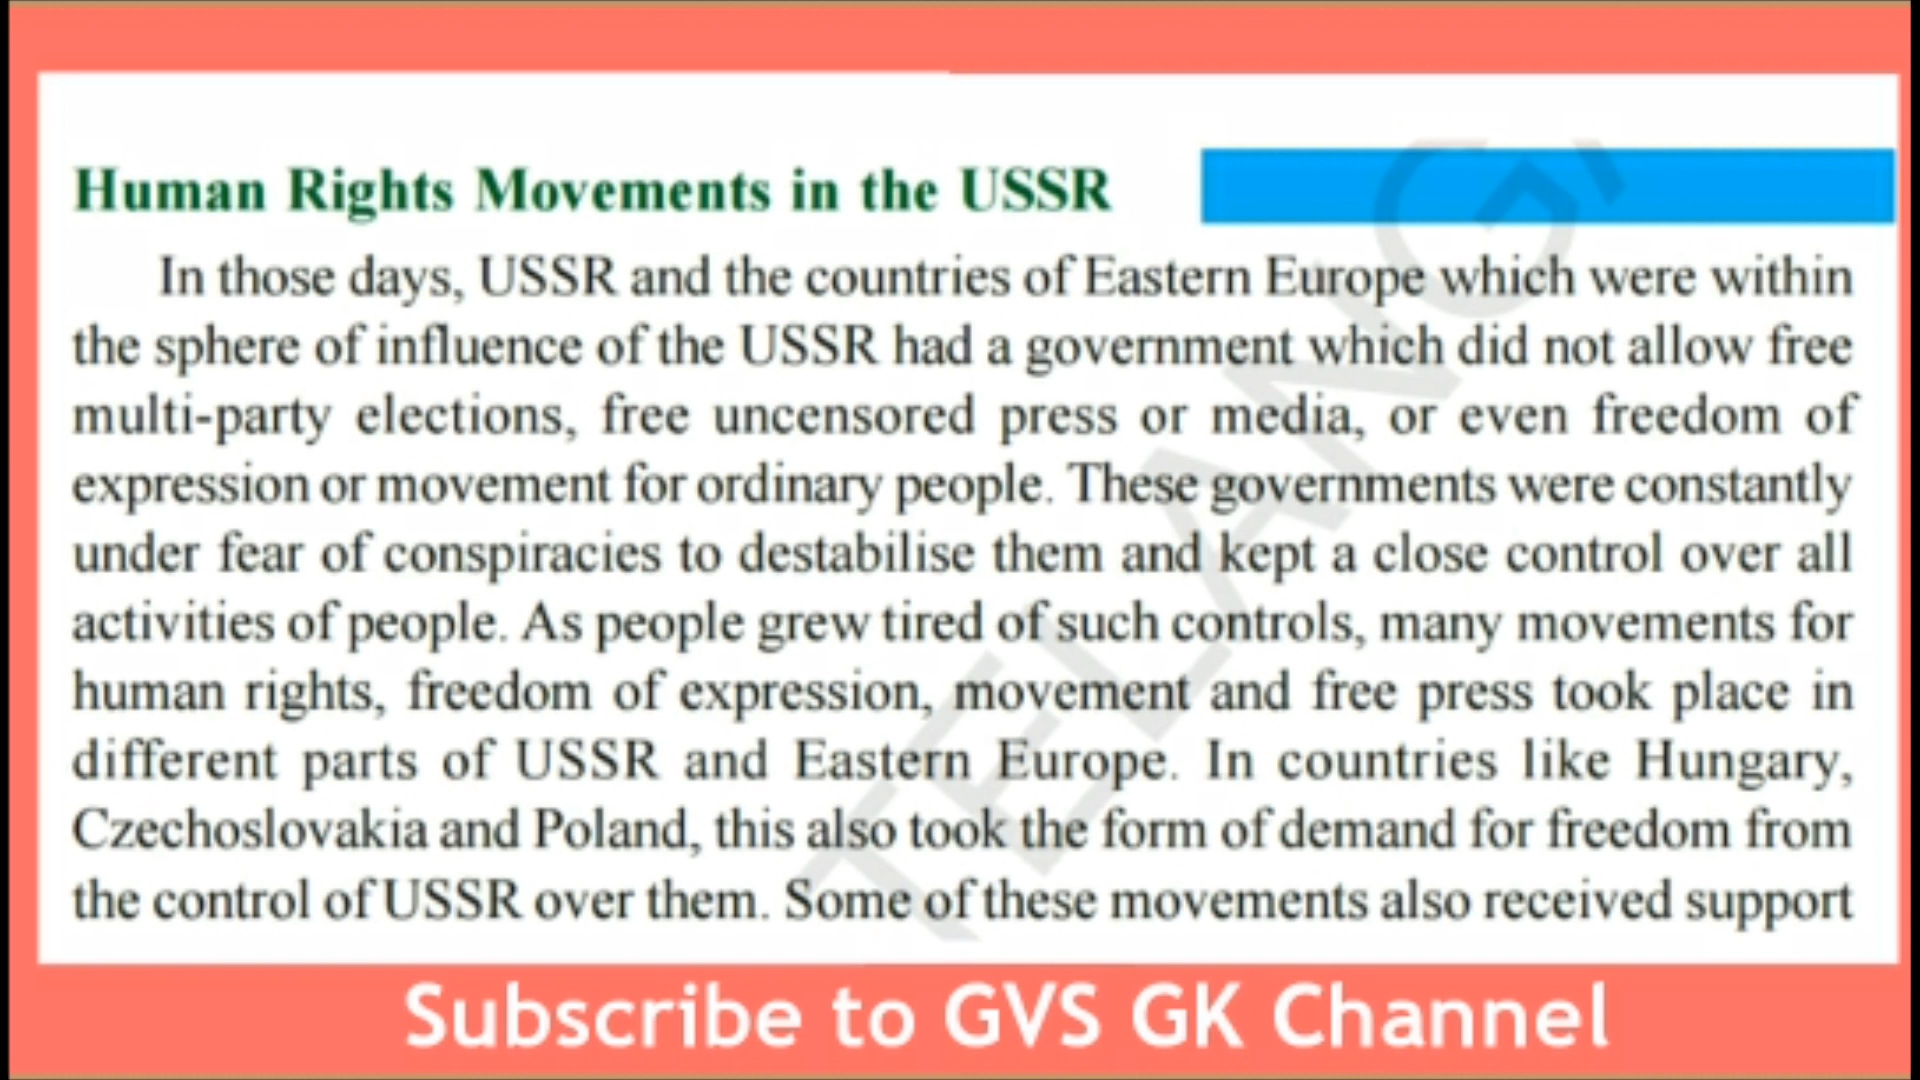 Human Rights Movements in the USSR
In those days, USSR and the countries of Eastern Europe which were within
the sphere of influence of the USSR had a government which did not allow free
multi-party elections, free uncensored press or media, or even freedom of
expression or movement for ordinary people. These governments were constantly
under fear of conspiracies to destabilise them and kept a close control over all
activities of people. As people grew tired of such controls, many movements for
human rights, freedom of expression, movement and free press took place in
different parts of USSR and Eastern Europe. In countries like Hungary,
Czechoslovakia and Poland, this also took the form of demand for freedom from
the control of USSR over them. Some of these movements also received support
TELANG
Subscribe to GVS GK Channel